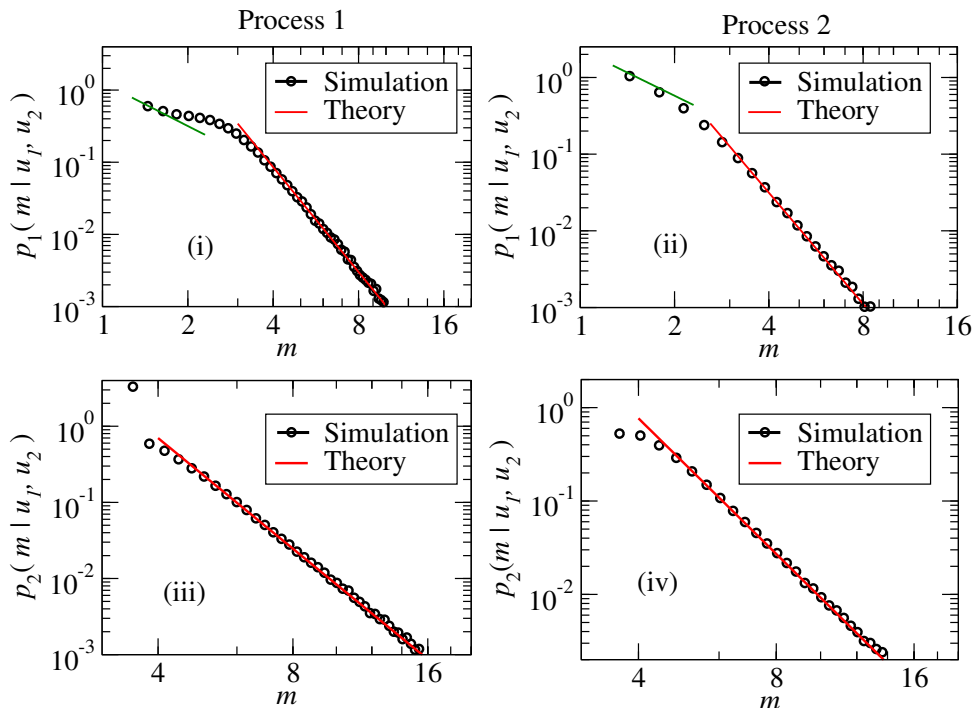 Process 1
Process 2
10^0
10^-1
10^-2
10^-3
p_1( m | u_1, u_2)
Simulation
Theory
(i)
1
2
4
8
16
m
10^0
10^-1
10^-2
10^-3
p_1( m | u_1, u_2)
Simulation
Theory
(ii)
1
2
4
8
16
m
10^0
10^-1
10^-2
10^-3
p_2( m | u_1, u_2)
Simulation
Theory
(iii)
4
8
16
m
10^0
10^-1
10^-2
p_2(m | u_1, u_2)
Simulation
Theory
(iv)
4
8
16
m